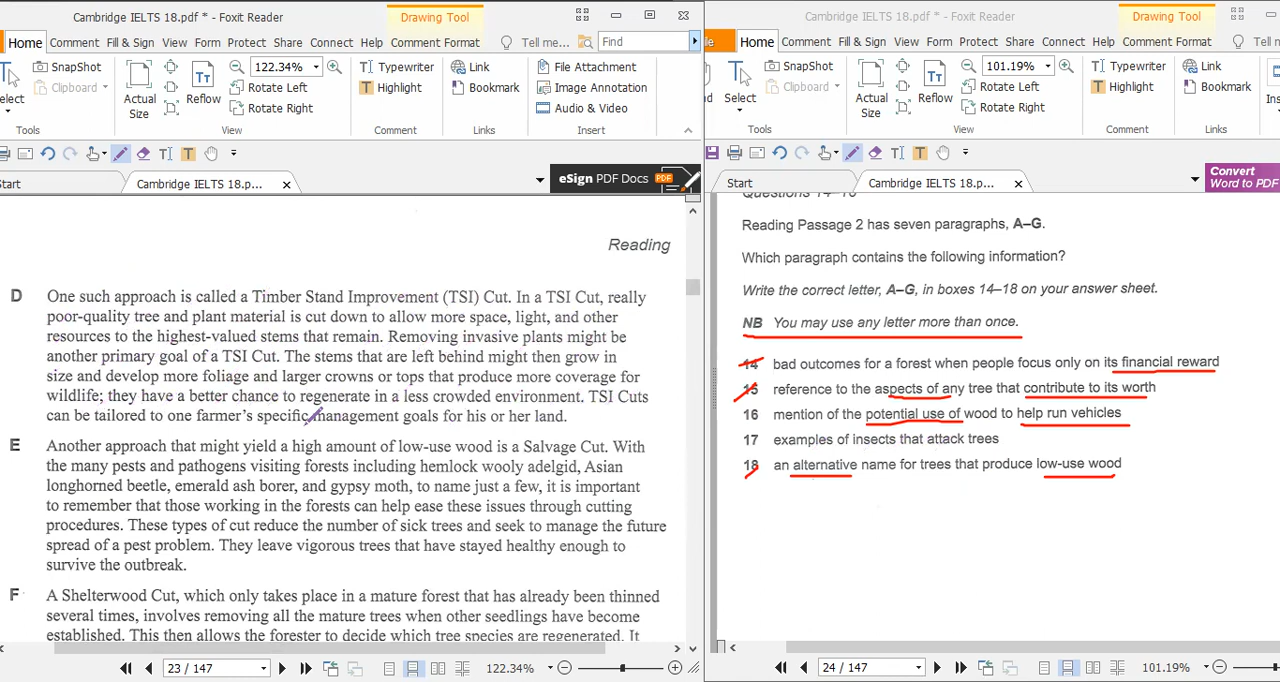 Cambridge IELTS 18.pdf * - Foxit Reader
Drawing Tool
Home Comment Fill & Sign View Form Protect Share Connect Help Comment Format Tell me... Find
SnapShot
Clipboard
Actual Size
Reflow
122.34%
Rotate Left
Rotate Right
Typewriter
Highlight
Link
Bookmark
File Attachment
Image Annotation
Audio & Video
Tools View Comment Links Insert
eSign PDF Docs PDF
Start
Cambridge IELTS 18.p...
Reading
D One such approach is called a Timber Stand Improvement (TSI) Cut. In a TSI Cut, really
poor-quality tree and plant material is cut down to allow more space, light, and other
resources to the highest-valued stems that remain. Removing invasive plants might be
another primary goal of a TSI Cut. The stems that are left behind might then grow in
size and develop more foliage and larger crowns or tops that produce more coverage for
wildlife; they have a better chance to regenerate in a less crowded environment. TSI Cuts
can be tailored to one farmer's specific management goals for his or her land.
E Another approach that might yield a high amount of low-use wood is a Salvage Cut. With
the many pests and pathogens visiting forests including hemlock wooly adelgid, Asian
longhorned beetle, emerald ash borer, and gypsy moth, to name just a few, it is important
to remember that those working in the forests can help ease these issues through cutting
procedures. These types of cut reduce the number of sick trees and seek to manage the future
spread of a pest problem. They leave vigorous trees that have stayed healthy enough to
survive the outbreak.
F A Shelterwood Cut, which only takes place in a mature forest that has already been thinned
several times, involves removing all the mature trees when other seedlings have become
established. This then allows the forester to decide which tree species are regenerated. It
23 / 147
122.34%
Cambridge IELTS 18.pdf * - Foxit Reader
Drawing Tool
Home Comment Fill & Sign View Form Protect Share Connect Help Comment Format
Select
SnapShot
Clipboard
Actual Size
Reflow
101.19%
Rotate Left
Rotate Right
Typewriter
Highlight
Link
Bookmark
Tools View Comment Links
Convert
Word to PDF
Start
Cambridge IELTS 18.p...
Reading Passage 2 has seven paragraphs, A–G.
Which paragraph contains the following information?
Write the correct letter, A–G, in boxes 14–18 on your answer sheet.
NB You may use any letter more than once.
14 bad outcomes for a forest when people focus only on its financial reward
15 reference to the aspects of any tree that contribute to its worth
16 mention of the potential use of wood to help run vehicles
17 examples of insects that attack trees
18 an alternative name for trees that produce low-use wood
24 / 147
101.19%